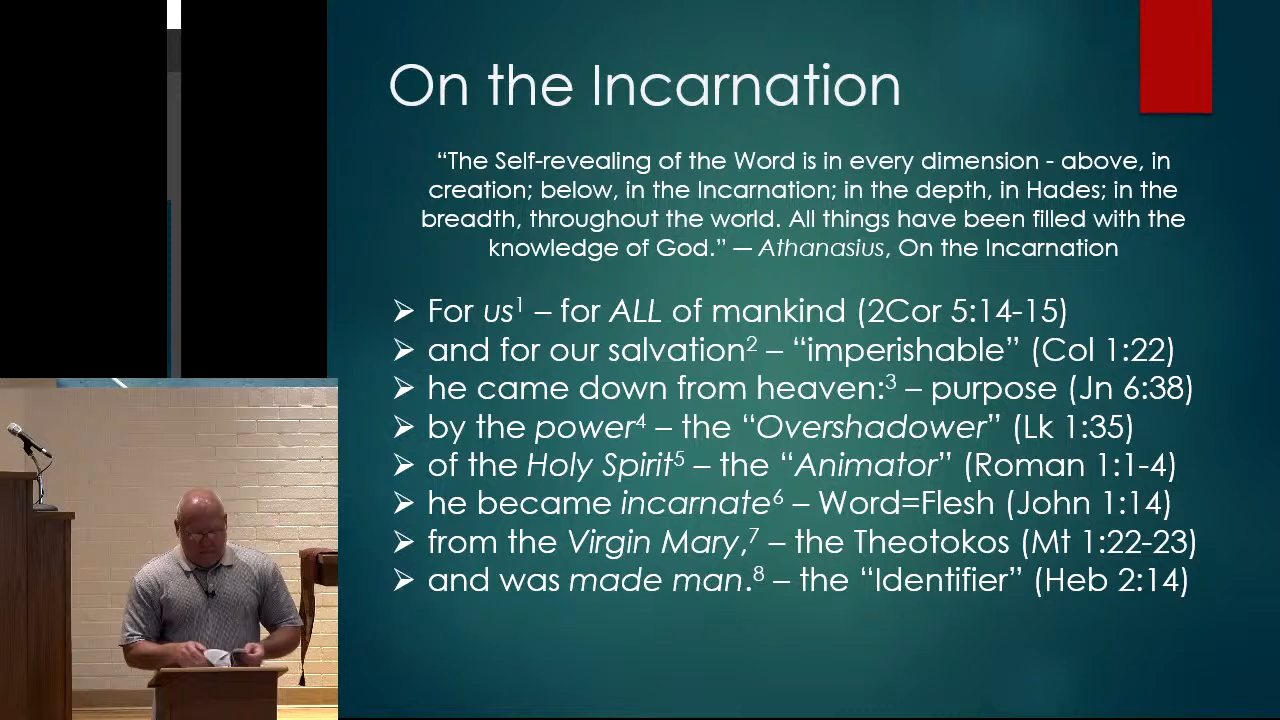 On the Incarnation
“The Self-revealing of the Word is in every dimension - above, in
creation; below, in the Incarnation; in the depth, in Hades; in the
breadth, throughout the world. All things have been filled with the
knowledge of God.” ― Athanasius, On the Incarnation
➢ For us¹ – for ALL of mankind (2Cor 5:14-15)
➢ and for our salvation² – “imperishable” (Col 1:22)
➢ he came down from heaven:³ – purpose (Jn 6:38)
➢ by the power⁴ – the “Overshadower” (Lk 1:35)
➢ of the Holy Spirit⁵ – the “Animator” (Roman 1:1-4)
➢ he became incarnate⁶ – Word=Flesh (John 1:14)
➢ from the Virgin Mary,⁷ – the Theotokos (Mt 1:22-23)
➢ and was made man.⁸ – the “Identifier” (Heb 2:14)